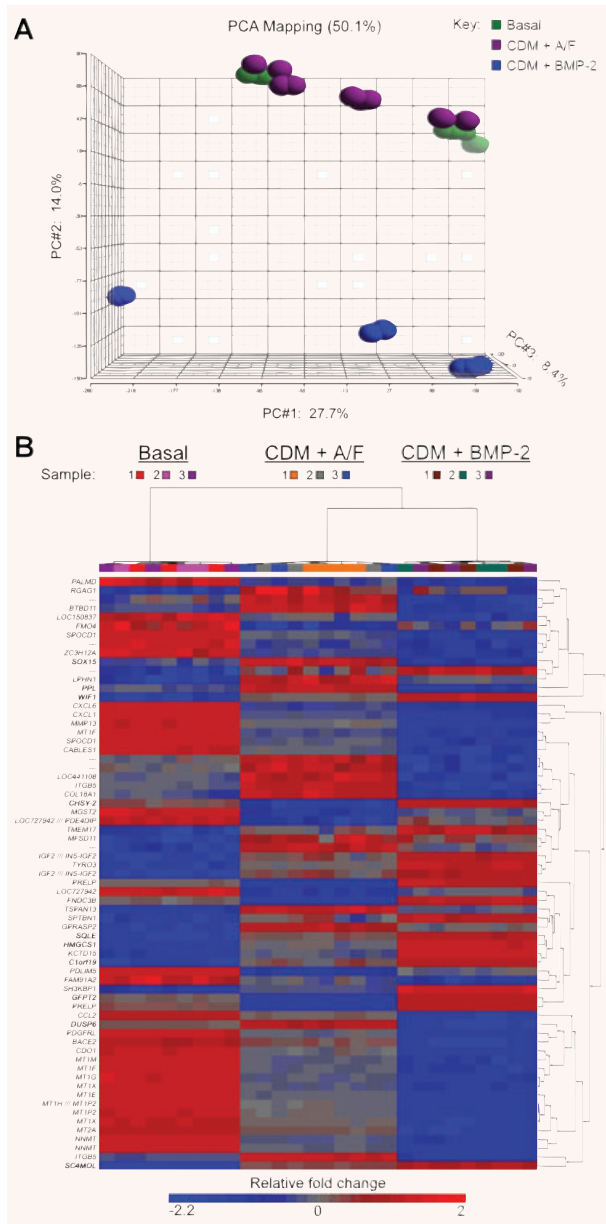 A
PCA Mapping (50.1%)
Key:
Basal
CDM + A/F
CDM + BMP-2
PC#2: 14.0%
PC#1: 27.7%
PC#3: 8.4%
B
Basal
CDM + A/F
CDM + BMP-2
Sample:
1 2 3
1 2 3
1 2 3
PALMD
RGAG1
---
BTBD11
LOC150837
FMO4
SPOCD1
---
ZC3H12A
SOX15
---
LPHN1
PPL
WIF1
CXCL6
CXCL1
MMP13
MT1F
SPOCD1
CABLES1
---
---
LOC441108
ITGB5
COL18A1
CHSY-2
MGST2
LOC727942 /// PDE4DIP
TMEM17
MFSD11
---
IGF2 /// INS-IGF2
TYRO3
IGF2 /// INS-IGF2
PRELP
LOC727942
FNDC3B
TSPAN13
SPTBN1
GPRASP2
SQLE
HMGCS1
KCTD15
C1orf19
PDLIM5
FAM91A2
SH3KBP1
GFPT2
PRELP
CCL2
DUSP6
PDGFRL
BACE2
CDO1
MT1M
MT1F
MT1G
MT1X
MT1E
MT1H /// MT1P2
MT1P2
MT1X
MT2A
NNMT
NNMT
ITGB5
SC4MOL
Relative fold change
-2.2 0 2